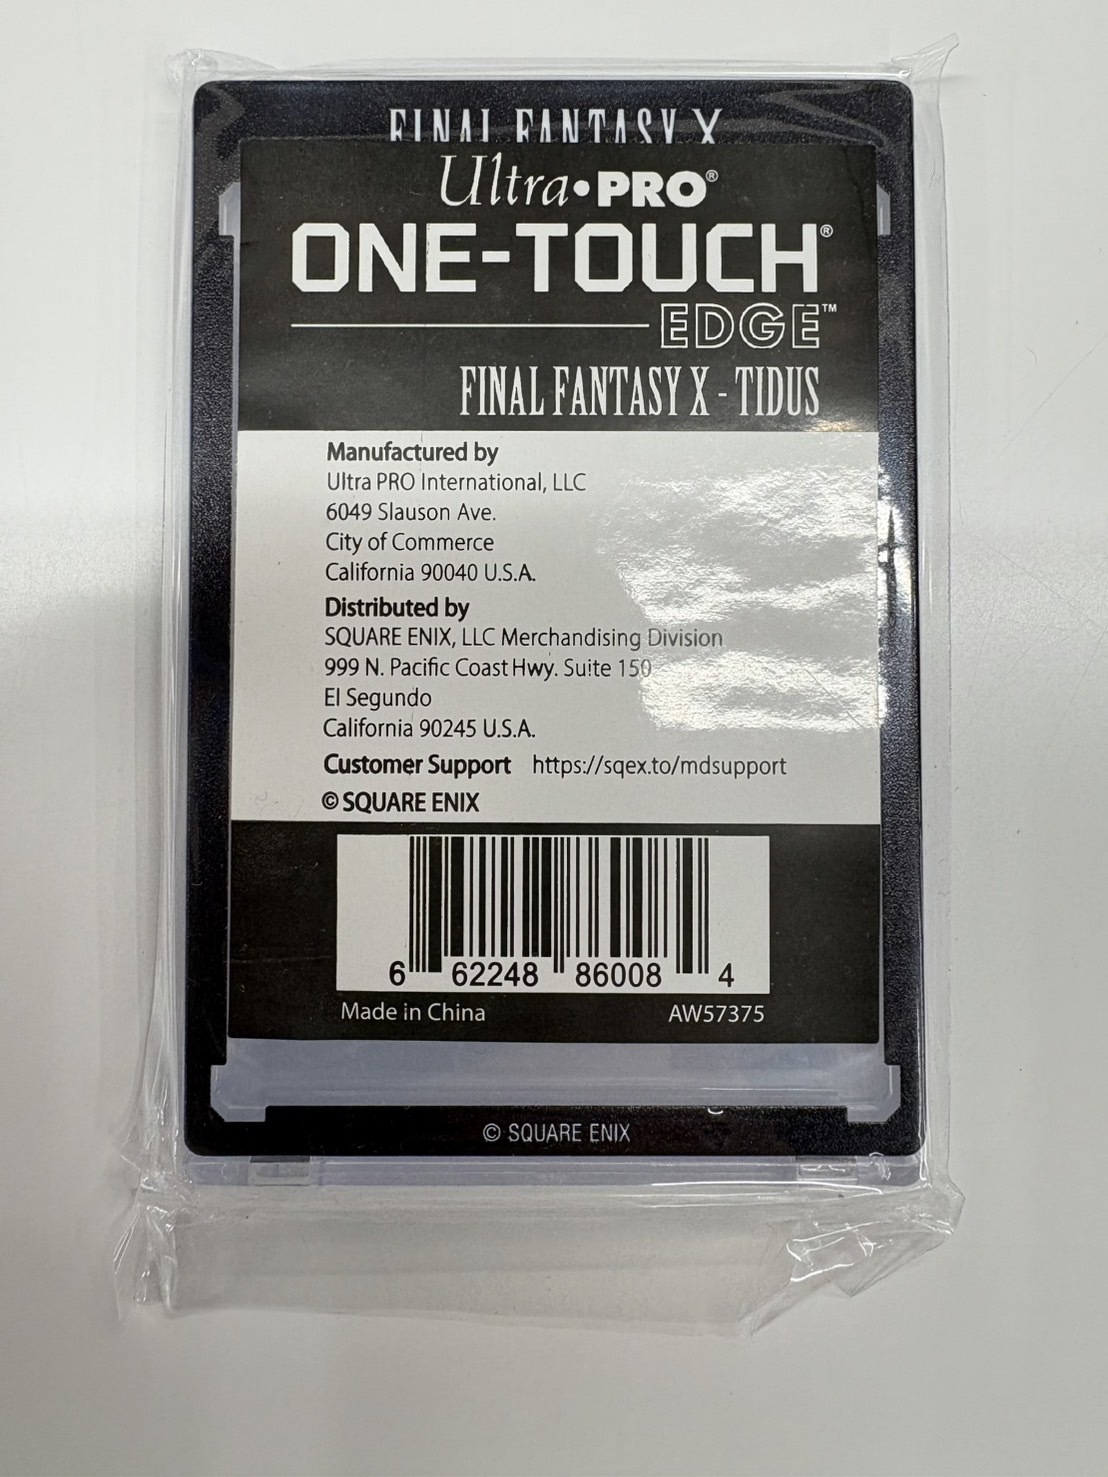 FINAL FANTASY X
Ultra•PRO®
ONE-TOUCH®
EDGE™
FINAL FANTASY X - TIDUS
Manufactured by
Ultra PRO International, LLC
6049 Slauson Ave.
City of Commerce
California 90040 U.S.A.
Distributed by
SQUARE ENIX, LLC Merchandising Division
999 N. Pacific Coast Hwy. Suite 150
El Segundo
California 90245 U.S.A.
Customer Support https://sqex.to/mdsupport
© SQUARE ENIX
6 62248 86008 4
Made in China AW57375
© SQUARE ENIX